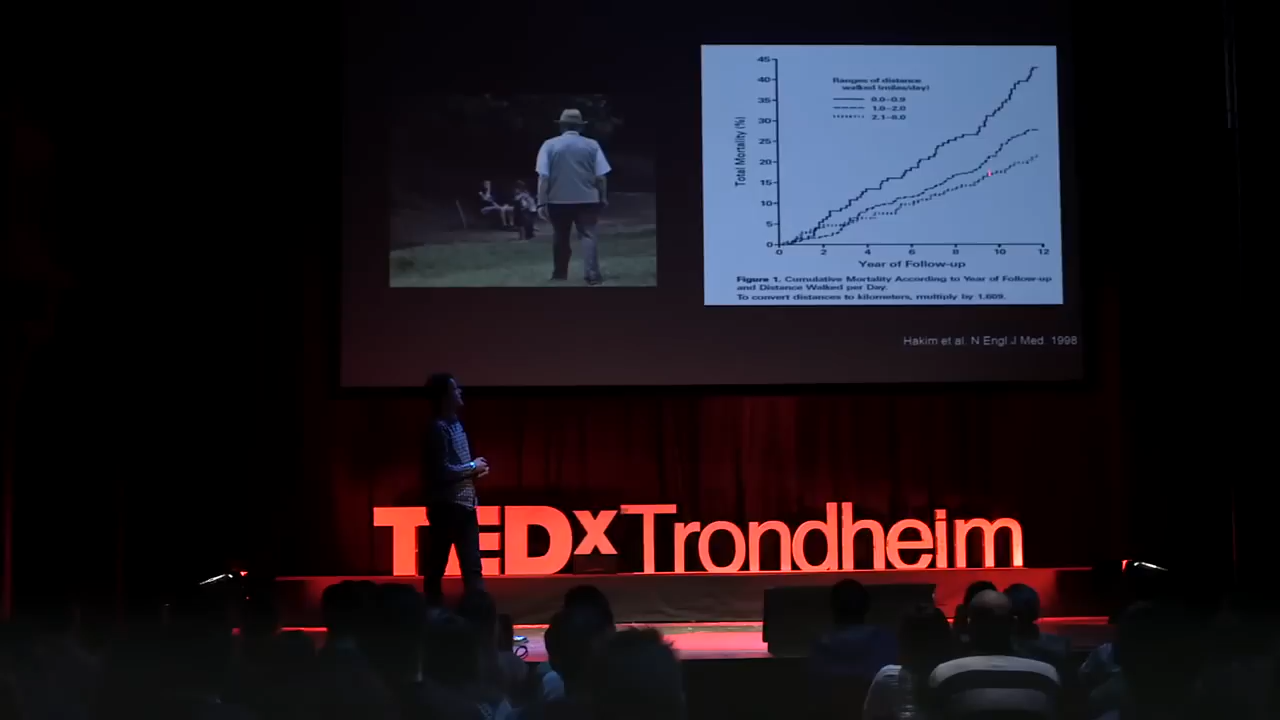 45
40
35
30
25
20
15
10
5
0
Total Mortality (%)
Ranges of distance
walked (miles/day)
0.0–0.9
1.0–2.0
2.1–8.0
0 2 4 6 8 10 12
Year of Follow-up
Figure 1. Cumulative Mortality According to Year of Follow-up
and Distance Walked per Day.
To convert distances to kilometers, multiply by 1.609.
Hakim et al. N Engl J Med. 1998
TEDxTrondheim